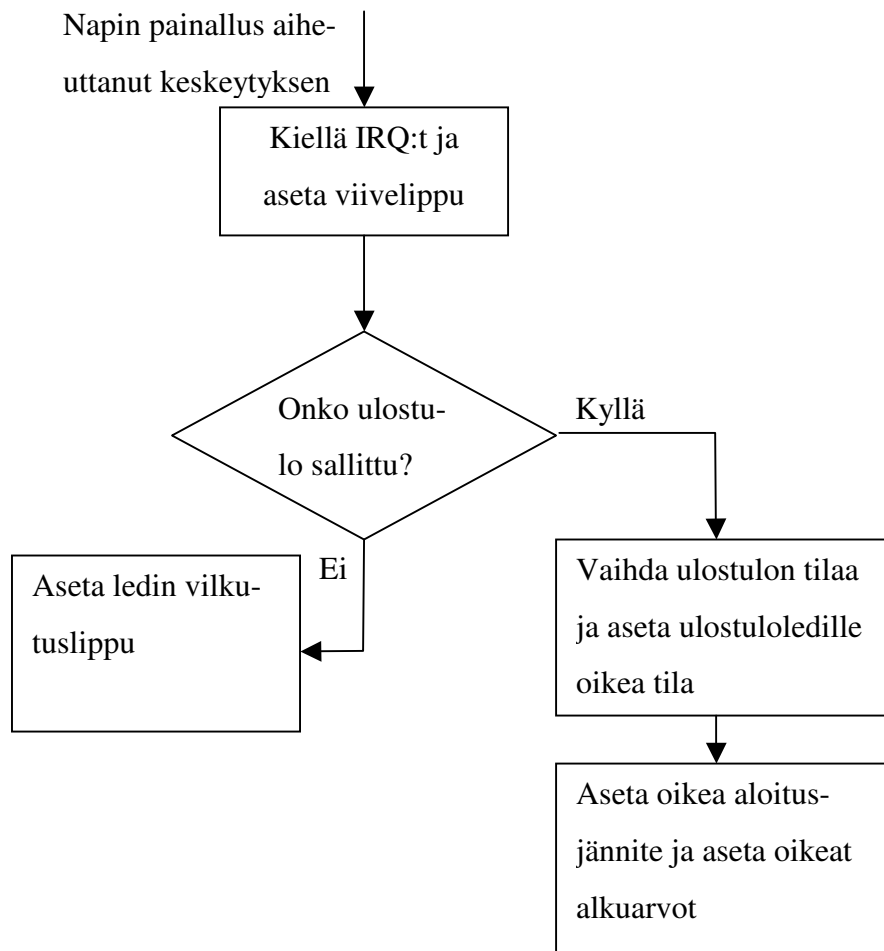 Napin painallus aihe-
uttanut keskeytyksen
Kiellä IRQ:t ja
aseta viivelippu
Onko ulostu-
lo sallittu?
Kyllä
Ei
Aseta ledin vilku-
tuslippu
Vaihda ulostulon tilaa
ja aseta ulostuloledille
oikea tila
Aseta oikea aloitus-
jännite ja aseta oikeat
alkuarvot